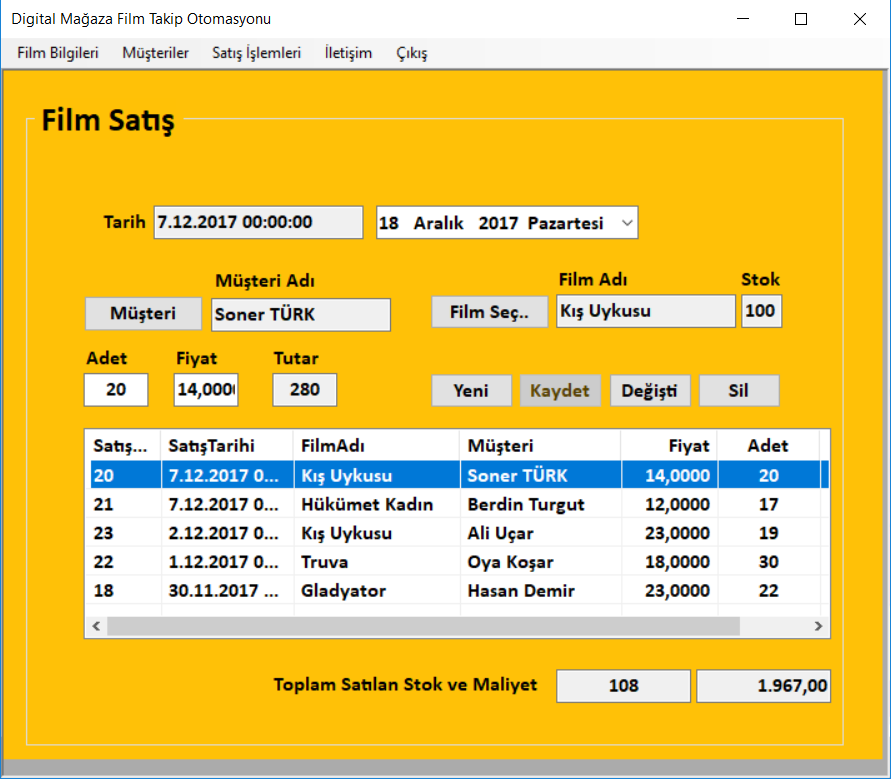 Digital Mağaza Film Takip Otomasyonu
Film Bilgileri Müşteriler Satış İşlemleri İletişim Çıkış
Film Satış
Tarih 7.12.2017 00:00:00 18 Aralık 2017 Pazartesi
Müşteri Adı Film Adı Stok
Müşteri Soner TÜRK Film Seç.. Kış Uykusu 100
Adet Fiyat Tutar
20 14,000 280 Yeni Kaydet Değişti Sil
Satış... SatışTarihi FilmAdı Müşteri Fiyat Adet
20 7.12.2017 0... Kış Uykusu Soner TÜRK 14,0000 20
21 7.12.2017 0... Hükümet Kadın Berdin Turgut 12,0000 17
23 2.12.2017 0... Kış Uykusu Ali Uçar 23,0000 19
22 1.12.2017 0... Truva Oya Koşar 18,0000 30
18 30.11.2017 ... Gladyator Hasan Demir 23,0000 22
Toplam Satılan Stok ve Maliyet 108 1.967,00